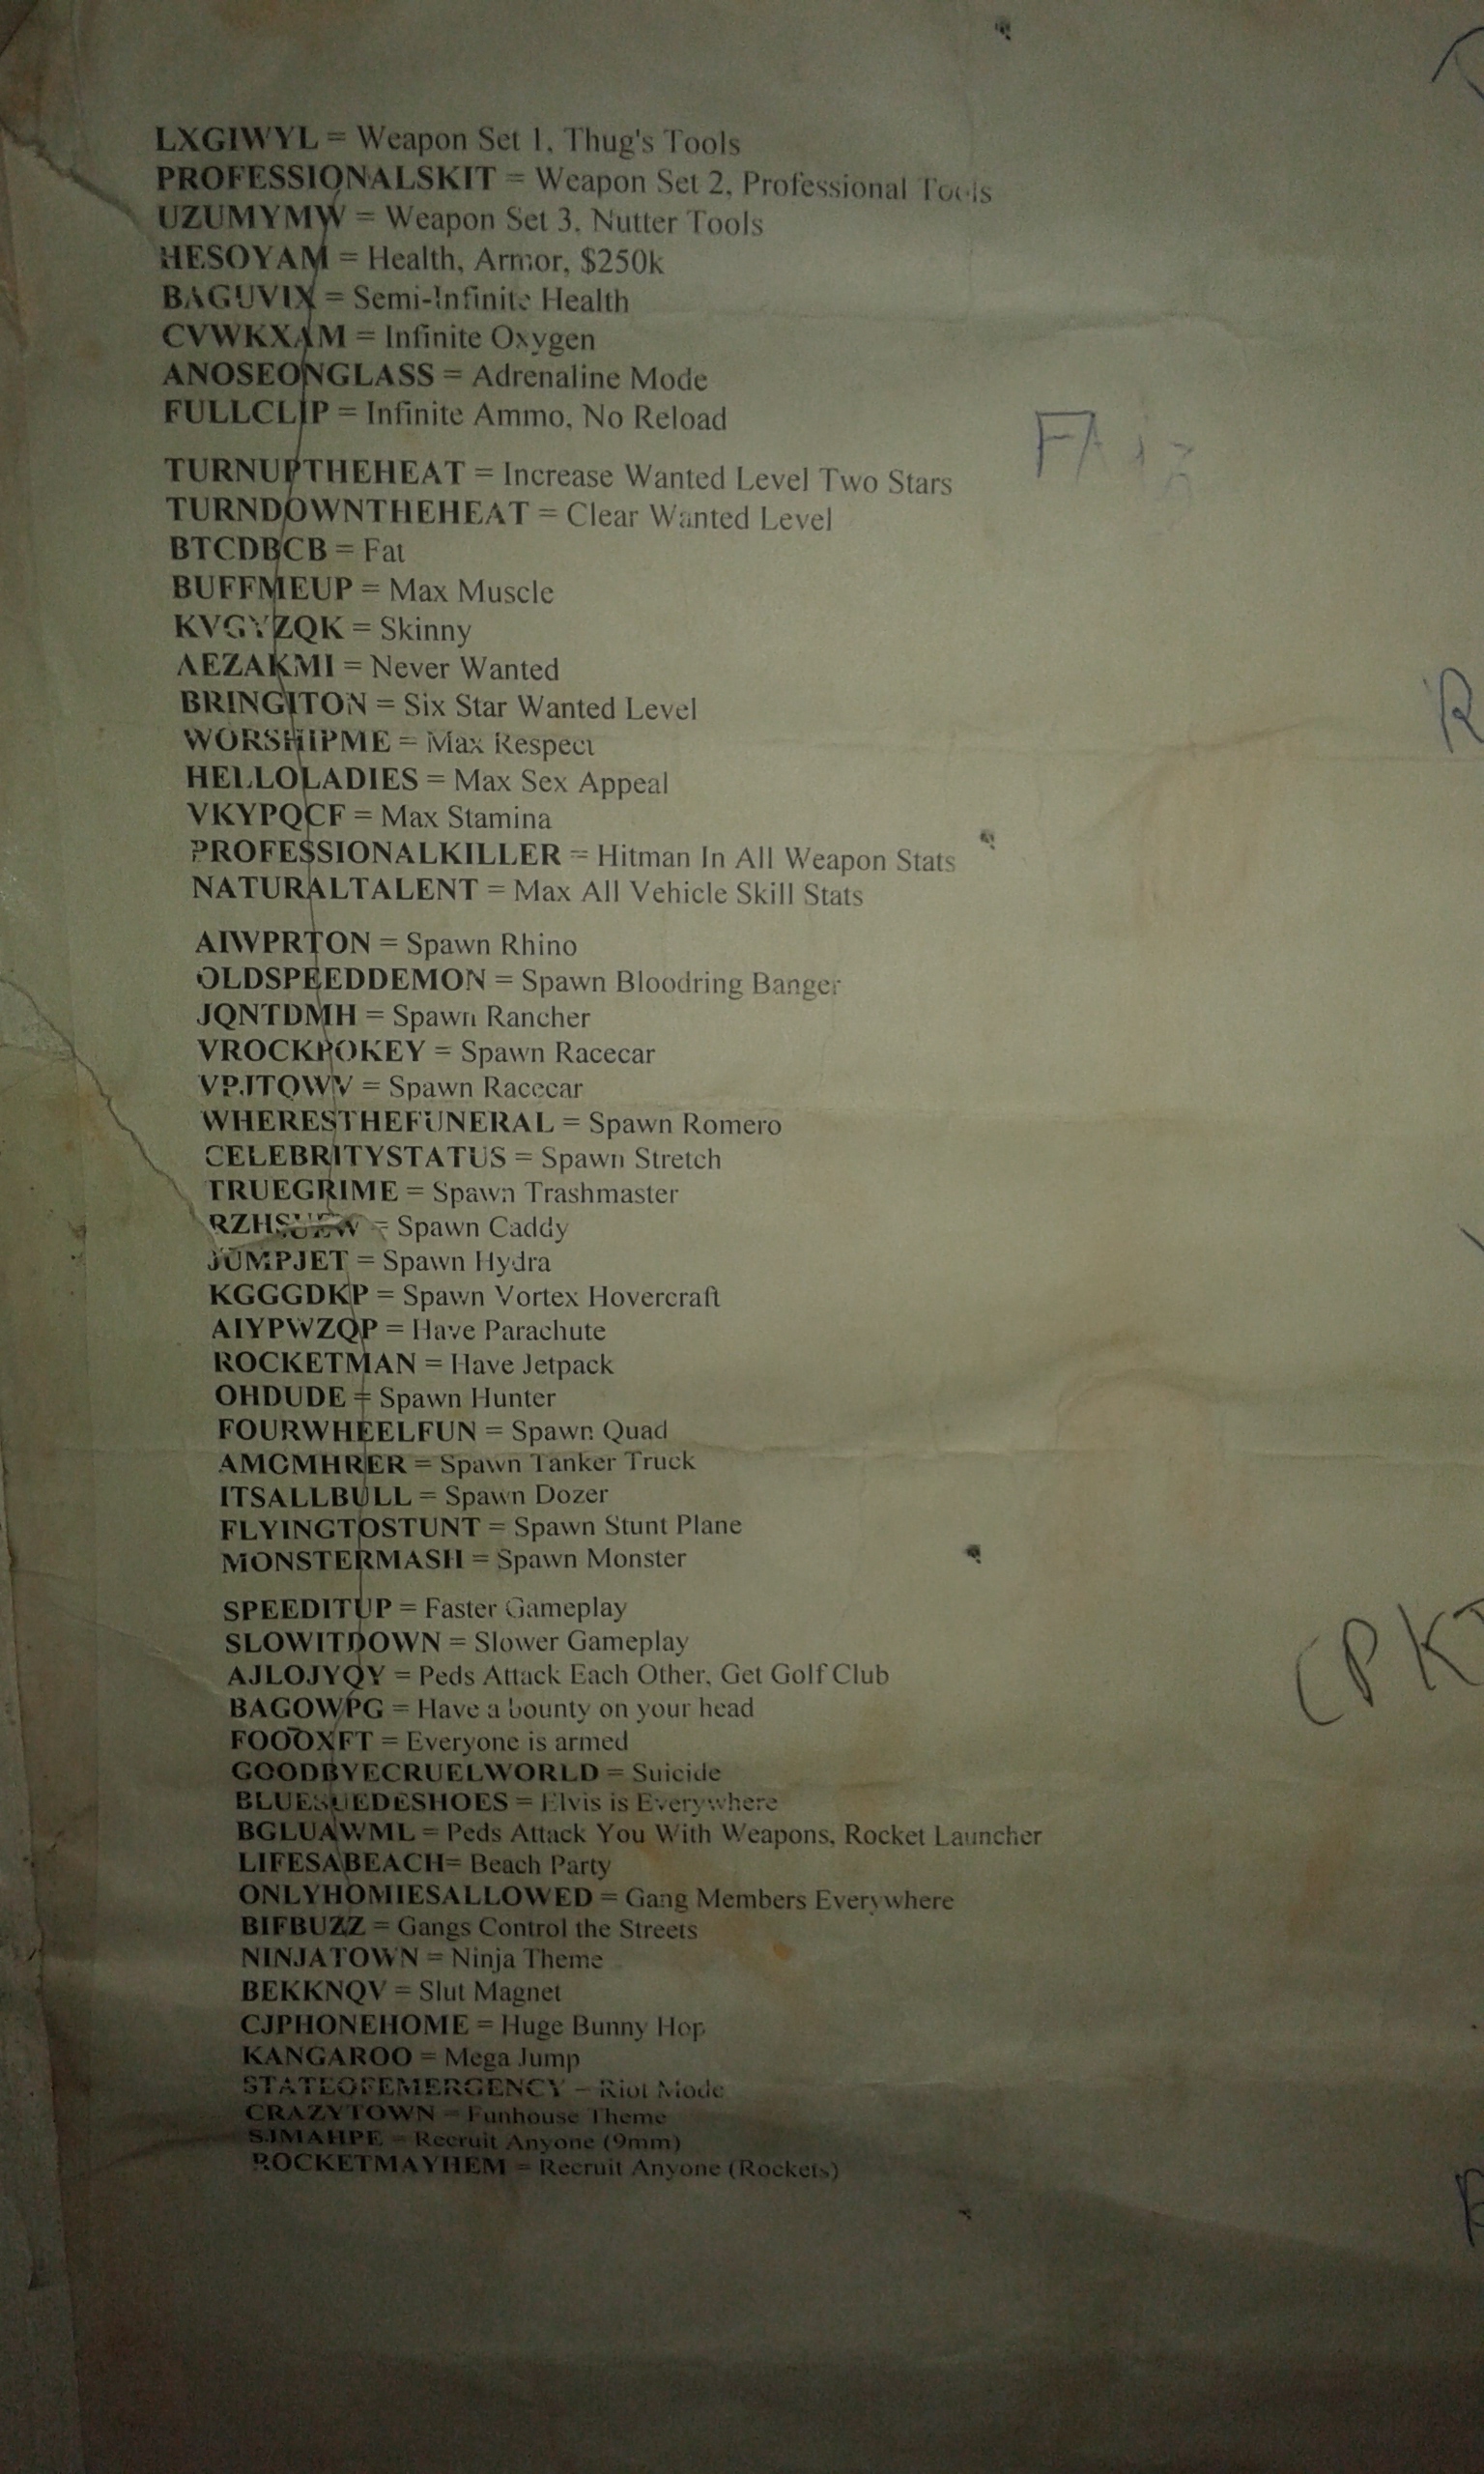 LXGIWYL = Weapon Set 1, Thug's Tools
PROFESSIONALSKIT = Weapon Set 2, Professional Tools
UZUMYMW = Weapon Set 3, Nutter Tools
HESOYAM = Health, Armor, $250k
BAGUVIX = Semi-Infinite Health
CVWKXAM = Infinite Oxygen
ANOSEONGLASS = Adrenaline Mode
FULLCLIP = Infinite Ammo, No Reload
TURNUPTHEHEAT = Increase Wanted Level Two Stars
TURNDOWNTHEHEAT = Clear Wanted Level
BTCDBCB = Fat
BUFFMEUP = Max Muscle
KVGYZQK = Skinny
AEZAKMI = Never Wanted
BRINGITON = Six Star Wanted Level
WORSHIPME = Max Respect
HELLOLADIES = Max Sex Appeal
VKYPQCF = Max Stamina
PROFESSIONALKILLER = Hitman In All Weapon Stats
NATURALTALENT = Max All Vehicle Skill Stats
AIWPRTON = Spawn Rhino
OLDSPEEDDEMON = Spawn Bloodring Banger
JQNTDMH = Spawn Rancher
VROCKPOKEY = Spawn Racecar
VPJTQWV = Spawn Racecar
WHERESTHEFUNERAL = Spawn Romero
CELEBRITYSTATUS = Spawn Stretch
TRUEGRIME = Spawn Trashmaster
= Spawn Caddy
JUMPJET = Spawn Hydra
KGGGDKP = Spawn Vortex Hovercraft
AIYPWZQP = Have Parachute
ROCKETMAN = Have Jetpack
OHDUDE = Spawn Hunter
FOURWHEELFUN = Spawn Quad
AMOMHRER = Spawn Tanker Truck
ITSALLBULL = Spawn Dozer
FLYINGTOSTUNT = Spawn Stunt Plane
MONSTERMASH = Spawn Monster
SPEEDITUP = Faster Gameplay
SLOWITDOWN = Slower Gameplay
AJLOJYQY = Peds Attack Each Other, Get Golf Club
BAGOWPG = Have a bounty on your head
FOOOXFT = Everyone is armed
GOODBYECRUELWORLD = Suicide
BLUESUEDESHOES = Elvis is Everywhere
BGLUAWML = Peds Attack You With Weapons, Rocket Launcher
LIFESABEACH= Beach Party
ONLYHOMIESALLOWED = Gang Members Everywhere
BIFBUZZ = Gangs Control the Streets
NINJATOWN = Ninja Theme
BEKKNQV = Slut Magnet
CJPHONEHOME = Huge Bunny Hop
KANGAROO = Mega Jump
STATEOFEMERGENCY = Riot Mode
CRAZYTOWN = Funhouse Theme
SJMAHPE = Recruit Anyone (9mm)
ROCKETMAYHEM = Recruit Anyone (Rockets)